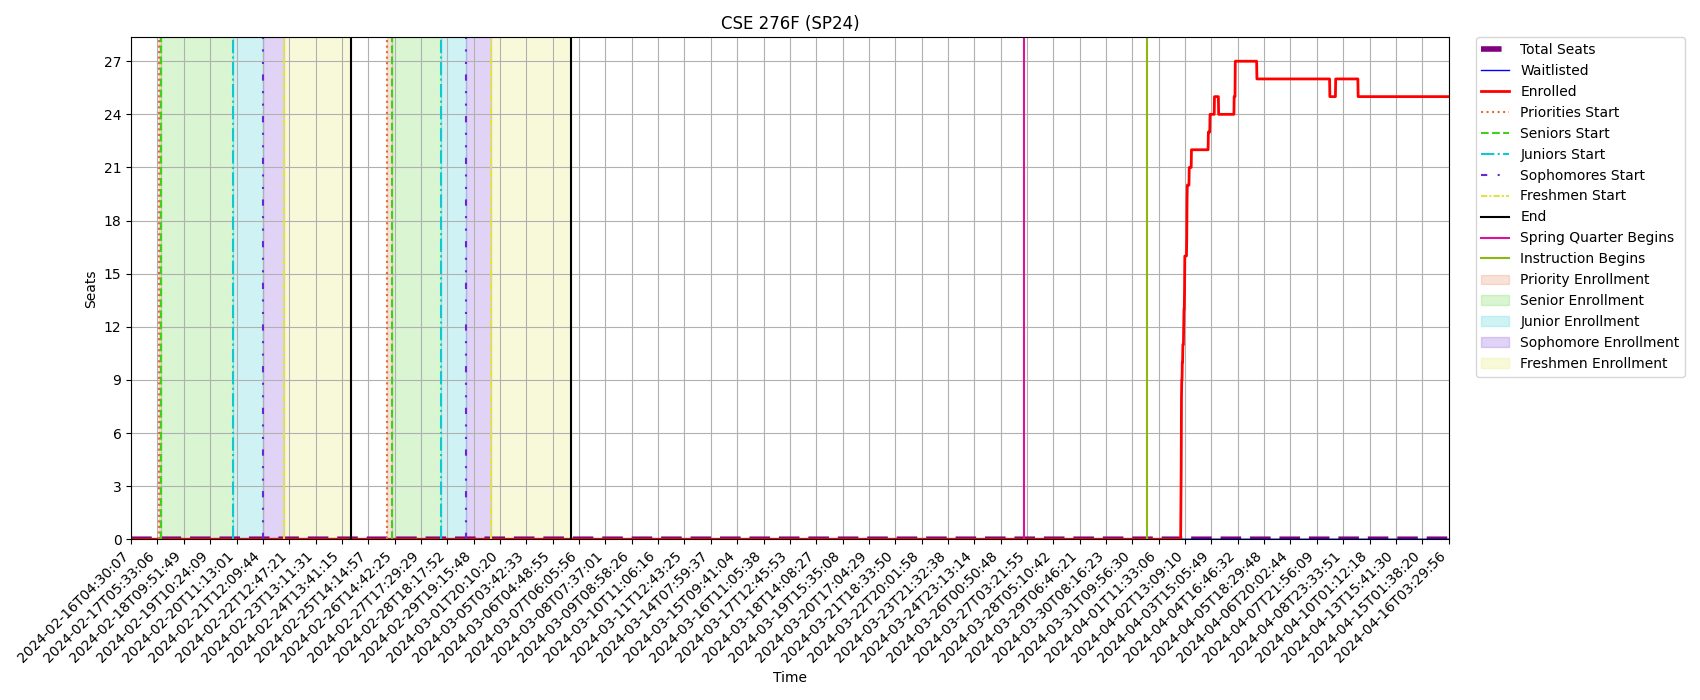 CSE 276F (SP24)
Seats
27
24
21
18
15
12
9
6
3
0
2024-02-16T04:30:07
2024-02-17T05:33:06
2024-02-18T09:51:49
2024-02-19T10:24:09
2024-02-20T11:13:01
2024-02-21T12:09:44
2024-02-22T12:47:21
2024-02-23T13:11:31
2024-02-24T13:41:15
2024-02-25T14:14:57
2024-02-26T14:42:25
2024-02-27T17:29:29
2024-02-28T18:17:52
2024-02-29T19:15:48
2024-03-01T20:10:20
2024-03-05T03:42:33
2024-03-06T04:48:55
2024-03-07T06:05:56
2024-03-08T07:37:01
2024-03-09T09:58:26
2024-03-10T11:06:16
2024-03-11T12:43:25
2024-03-14T07:59:37
2024-03-15T09:41:04
2024-03-16T11:05:38
2024-03-17T12:45:53
2024-03-18T14:08:27
2024-03-19T15:35:08
2024-03-20T17:04:29
2024-03-21T18:33:50
2024-03-22T20:01:58
2024-03-23T21:32:38
2024-03-24T23:13:14
2024-03-26T00:50:48
2024-03-27T03:21:55
2024-03-28T05:10:42
2024-03-29T06:46:21
2024-03-30T08:16:23
2024-03-31T09:56:30
2024-04-01T11:33:06
2024-04-02T13:09:10
2024-04-03T15:05:49
2024-04-04T16:46:32
2024-04-05T18:29:48
2024-04-06T20:02:44
2024-04-07T21:56:09
2024-04-08T23:33:51
2024-04-10T01:12:18
2024-04-13T15:41:30
2024-04-15T01:38:20
2024-04-16T03:29:56
Time
Total Seats
Waitlisted
Enrolled
Priorities Start
Seniors Start
Juniors Start
Sophomores Start
Freshmen Start
End
Spring Quarter Begins
Instruction Begins
Priority Enrollment
Senior Enrollment
Junior Enrollment
Sophomore Enrollment
Freshmen Enrollment